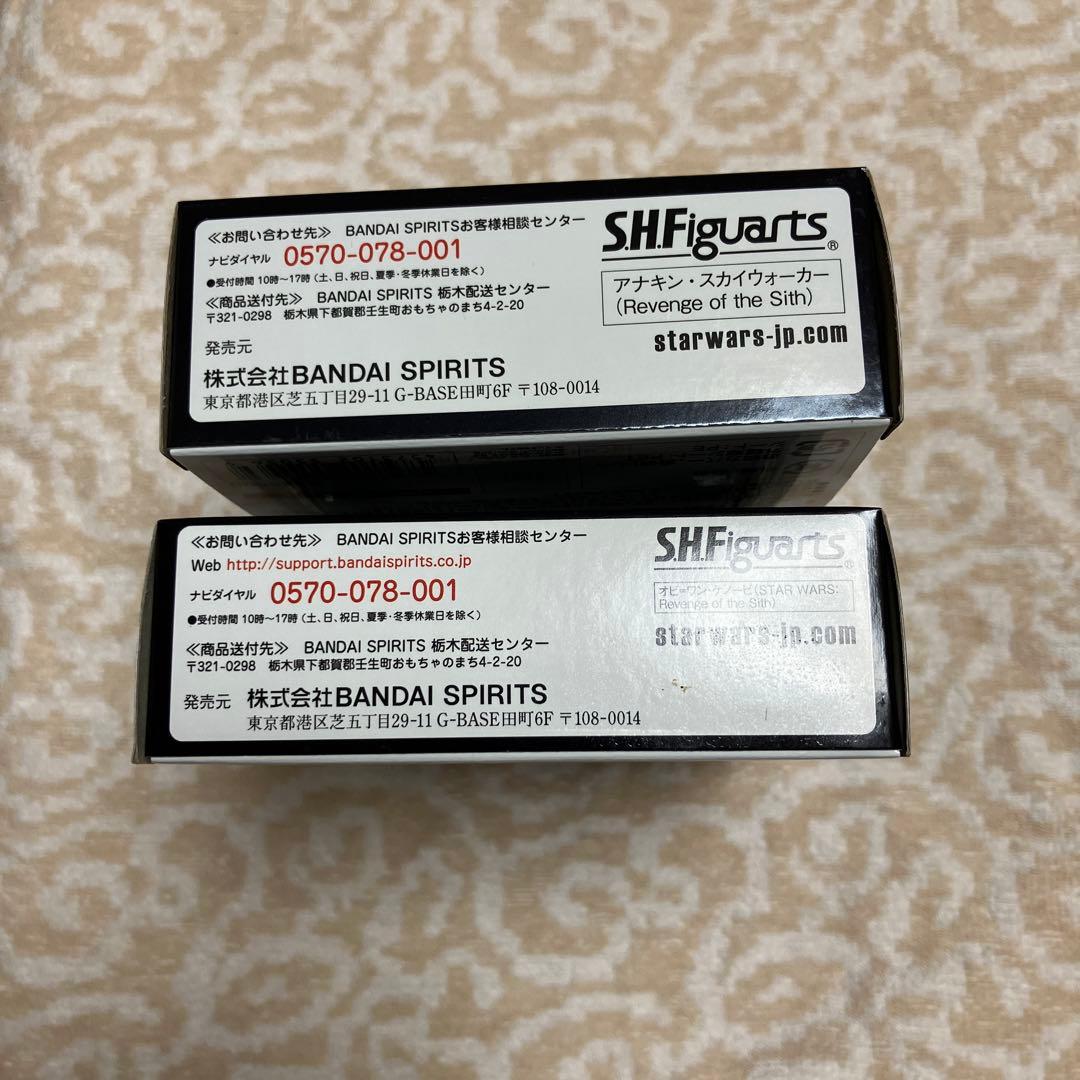 ≪お問い合わせ先≫ BANDAI SPIRITSお客様相談センター
ナビダイヤル 0570-078-001
●受付時間 10時～17時（土、日、祝日、夏季・冬季休業日を除く）
≪商品送付先≫ BANDAI SPIRITS 栃木配送センター
〒321-0298 栃木県下都賀郡壬生町おもちゃのまち4-2-20
発売元
株式会社BANDAI SPIRITS
東京都港区芝五丁目29-11 G-BASE田町6F 〒108-0014
S.H.Figuarts®
アナキン・スカイウォーカー
(Revenge of the Sith)
starwars-jp.com
≪お問い合わせ先≫ BANDAI SPIRITSお客様相談センター
Web http://support.bandaispirits.co.jp
ナビダイヤル 0570-078-001
●受付時間 10時～17時（土、日、祝日、夏季・冬季休業日を除く）
≪商品送付先≫ BANDAI SPIRITS 栃木配送センター
〒321-0298 栃木県下都賀郡壬生町おもちゃのまち4-2-20
発売元 株式会社BANDAI SPIRITS
東京都港区芝五丁目29-11 G-BASE田町6F 〒108-0014
S.H.Figuarts®
オビ=ワン・ケノービ(STAR WARS:
Revenge of the Sith)
starwars-jp.com